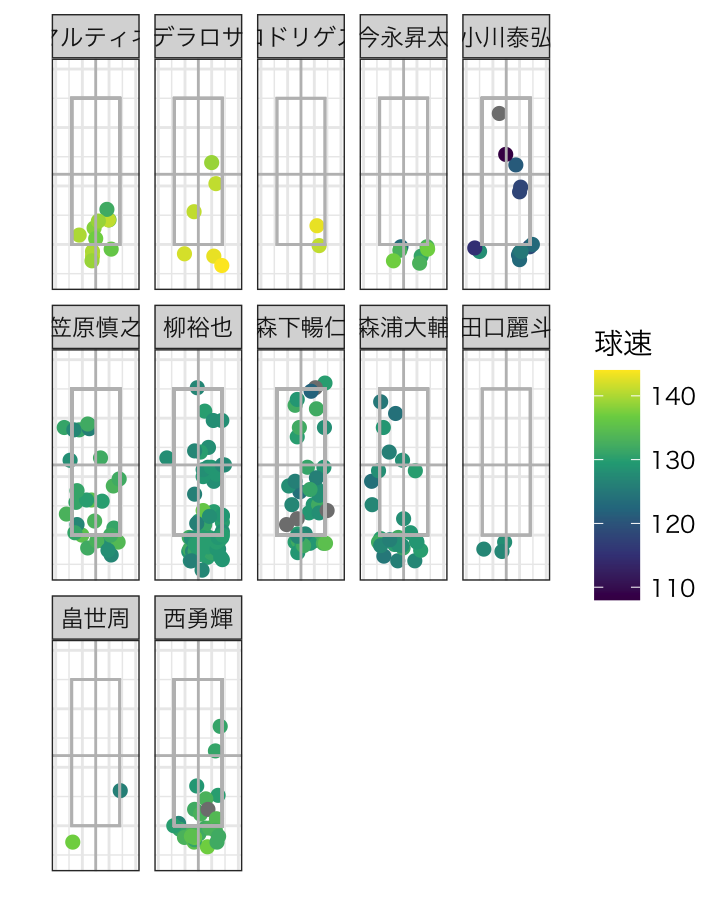 マルティネ
デラロサ
ロドリゲス
今永昇太
小川泰弘
笠原慎之
柳裕也
森下暢仁
森浦大輔
田口麗斗
畠世周
西勇輝
球速
140
130
120
110